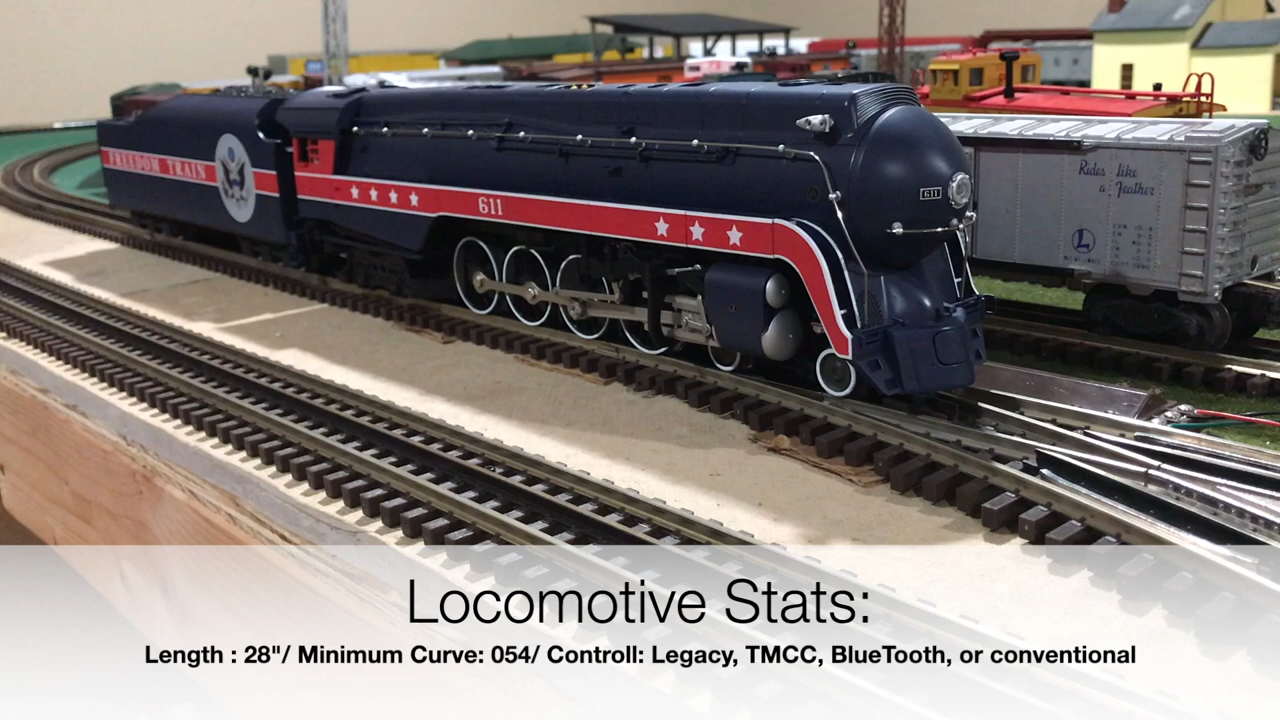 FREEDOM TRAIN
611
611
Rides like
a Feather
L
Locomotive Stats:
Length : 28"/ Minimum Curve: 054/ Controll: Legacy, TMCC, BlueTooth, or conventional